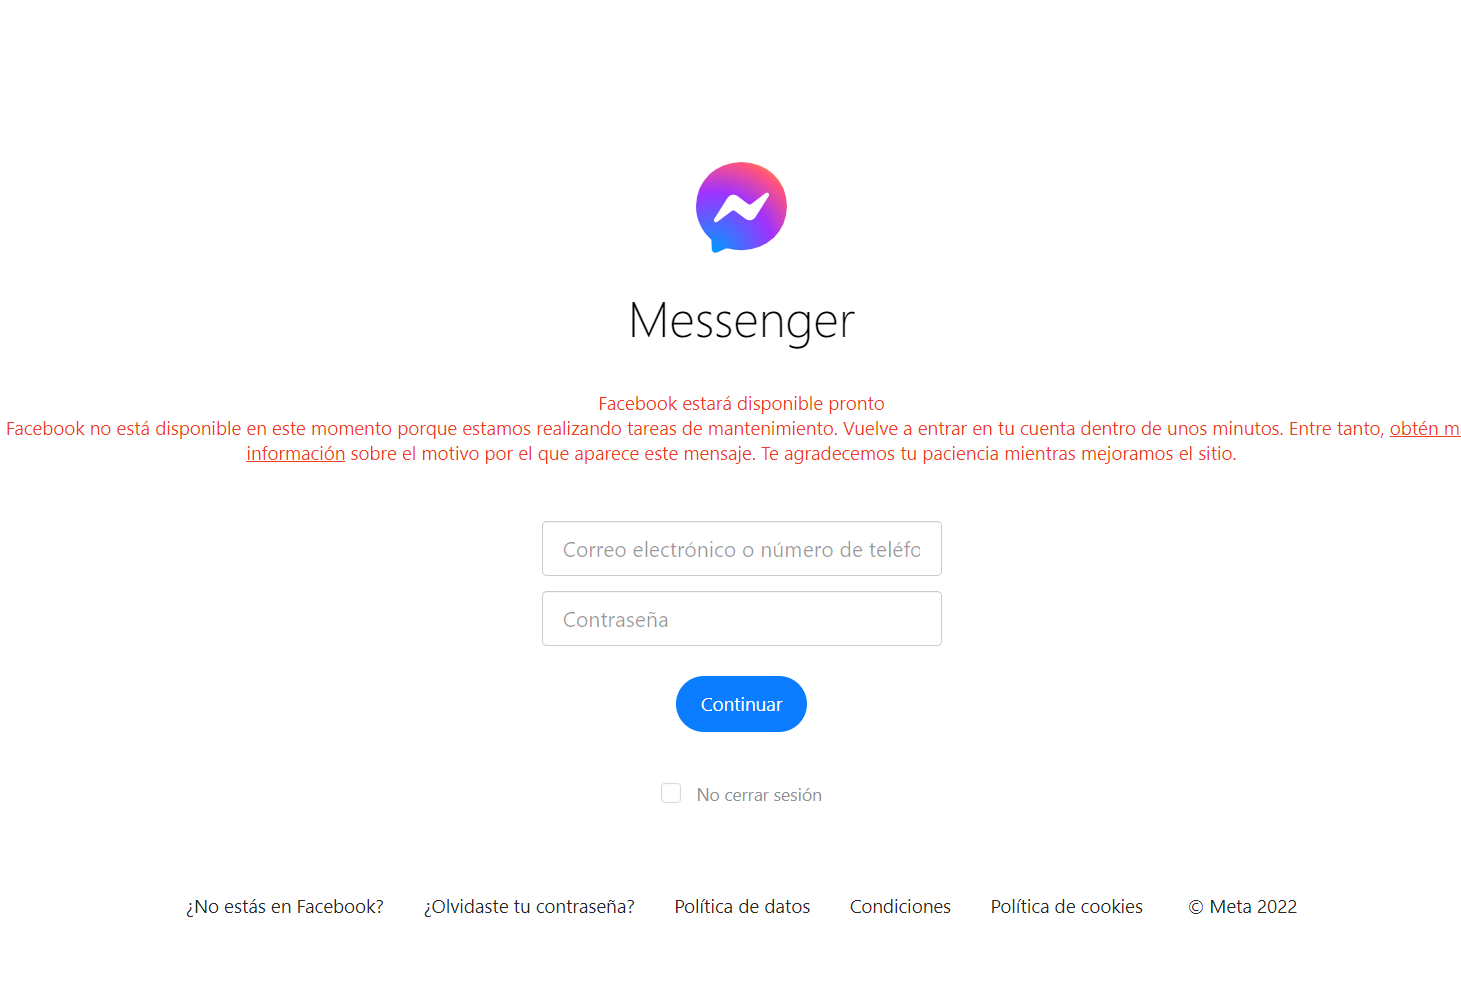 Messenger
Facebook estará disponible pronto
Facebook no está disponible en este momento porque estamos realizando tareas de mantenimiento. Vuelve a entrar en tu cuenta dentro de unos minutos. Entre tanto, obtén m
información sobre el motivo por el que aparece este mensaje. Te agradecemos tu paciencia mientras mejoramos el sitio.
Correo electrónico o número de teléfo
Contraseña
Continuar
No cerrar sesión
¿No estás en Facebook? ¿Olvidaste tu contraseña? Política de datos Condiciones Política de cookies © Meta 2022